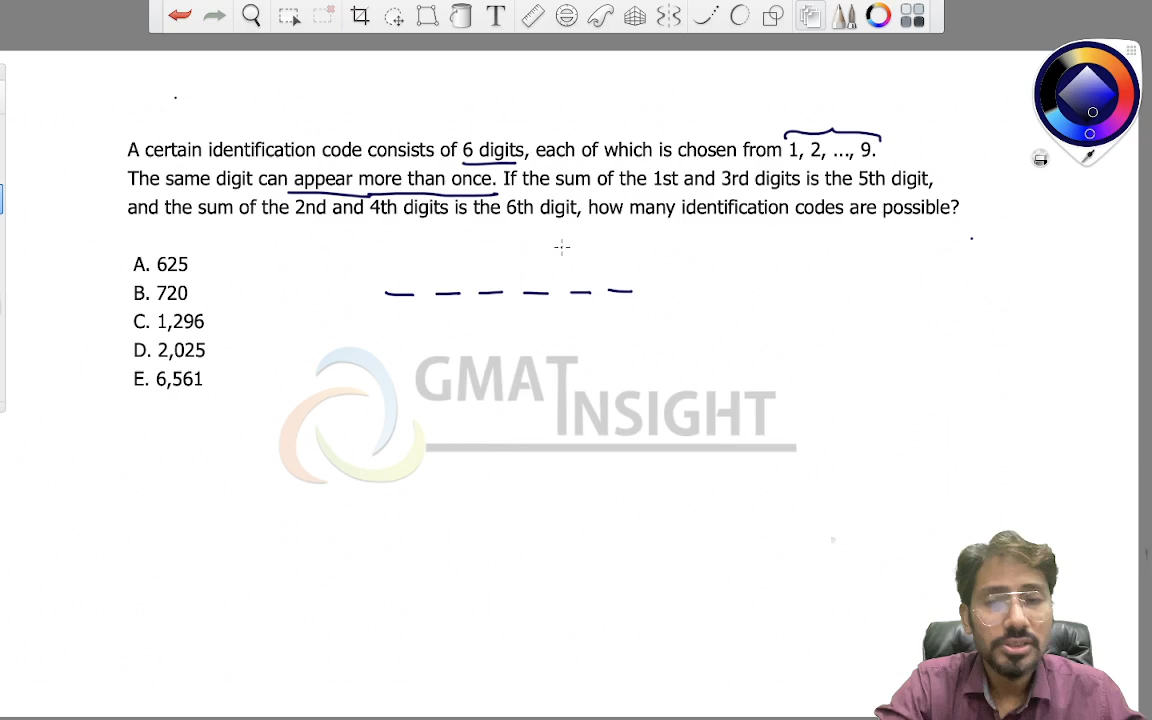 A certain identification code consists of 6 digits, each of which is chosen from 1, 2, ..., 9.
The same digit can appear more than once. If the sum of the 1st and 3rd digits is the 5th digit,
and the sum of the 2nd and 4th digits is the 6th digit, how many identification codes are possible?
A. 625
B. 720
C. 1,296
D. 2,025
E. 6,561
GMAT INSIGHT